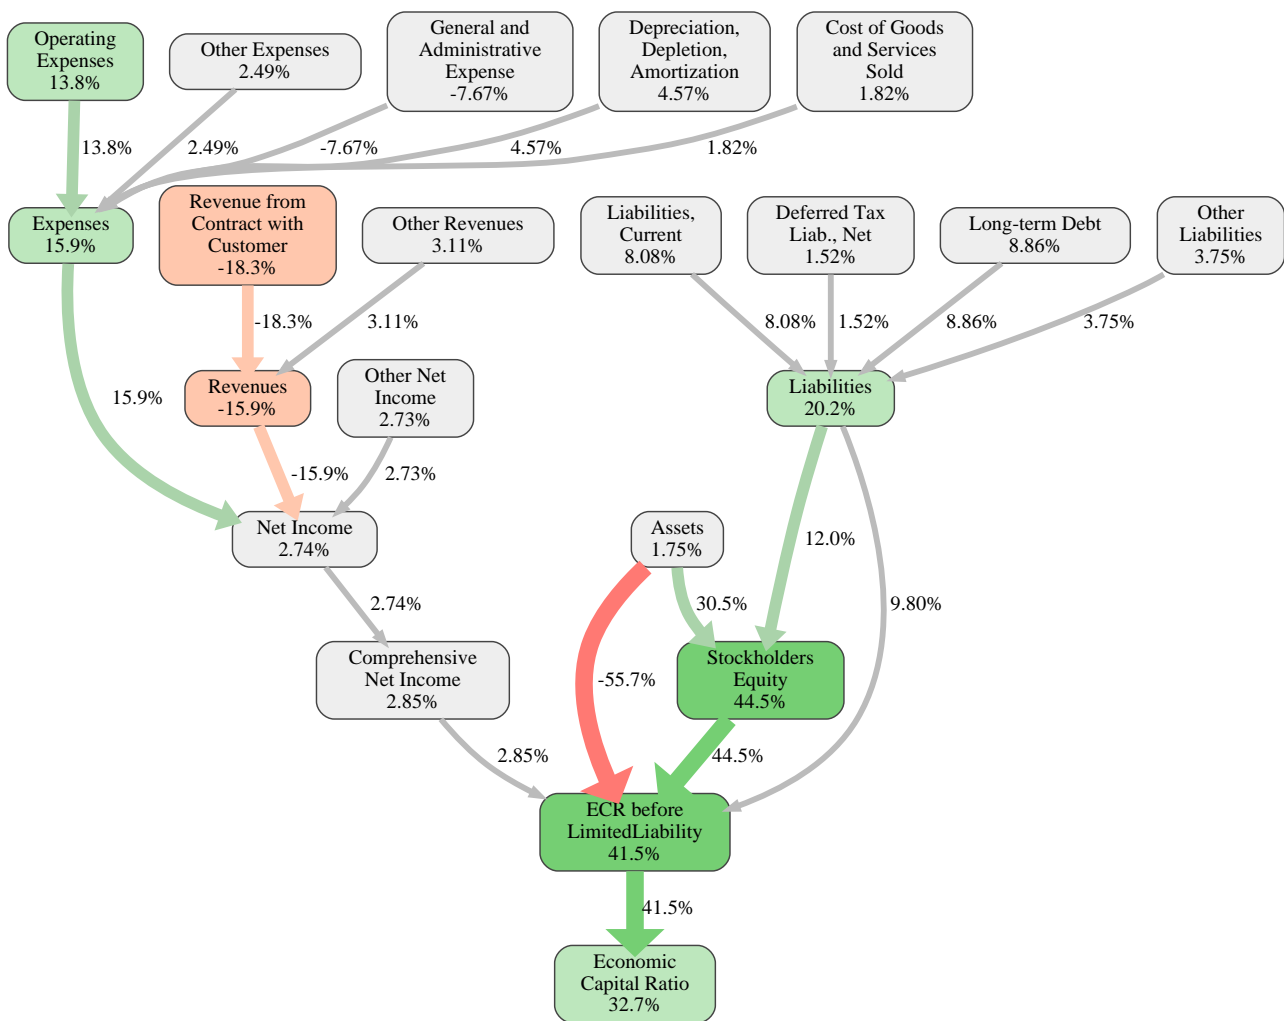 Operating
Expenses
13.8%
Other Expenses
2.49%
General and
Administrative
Expense
-7.67%
Depreciation,
Depletion,
Amortization
4.57%
Cost of Goods
and Services
Sold
1.82%
13.8%
2.49%
-7.67%
4.57%
1.82%
Expenses
15.9%
Revenue from
Contract with
Customer
-18.3%
Other Revenues
3.11%
Liabilities,
Current
8.08%
Deferred Tax
Liab., Net
1.52%
Long-term Debt
8.86%
Other
Liabilities
3.75%
-18.3%
3.11%
8.08%
1.52%
8.86%
3.75%
Revenues
-15.9%
Other Net
Income
2.73%
Liabilities
20.2%
15.9%
-15.9%
2.73%
Net Income
2.74%
Assets
1.75%
12.0%
2.74%
30.5%
9.80%
Comprehensive
Net Income
2.85%
-55.7%
Stockholders
Equity
44.5%
2.85%
44.5%
ECR before
LimitedLiability
41.5%
41.5%
Economic
Capital Ratio
32.7%